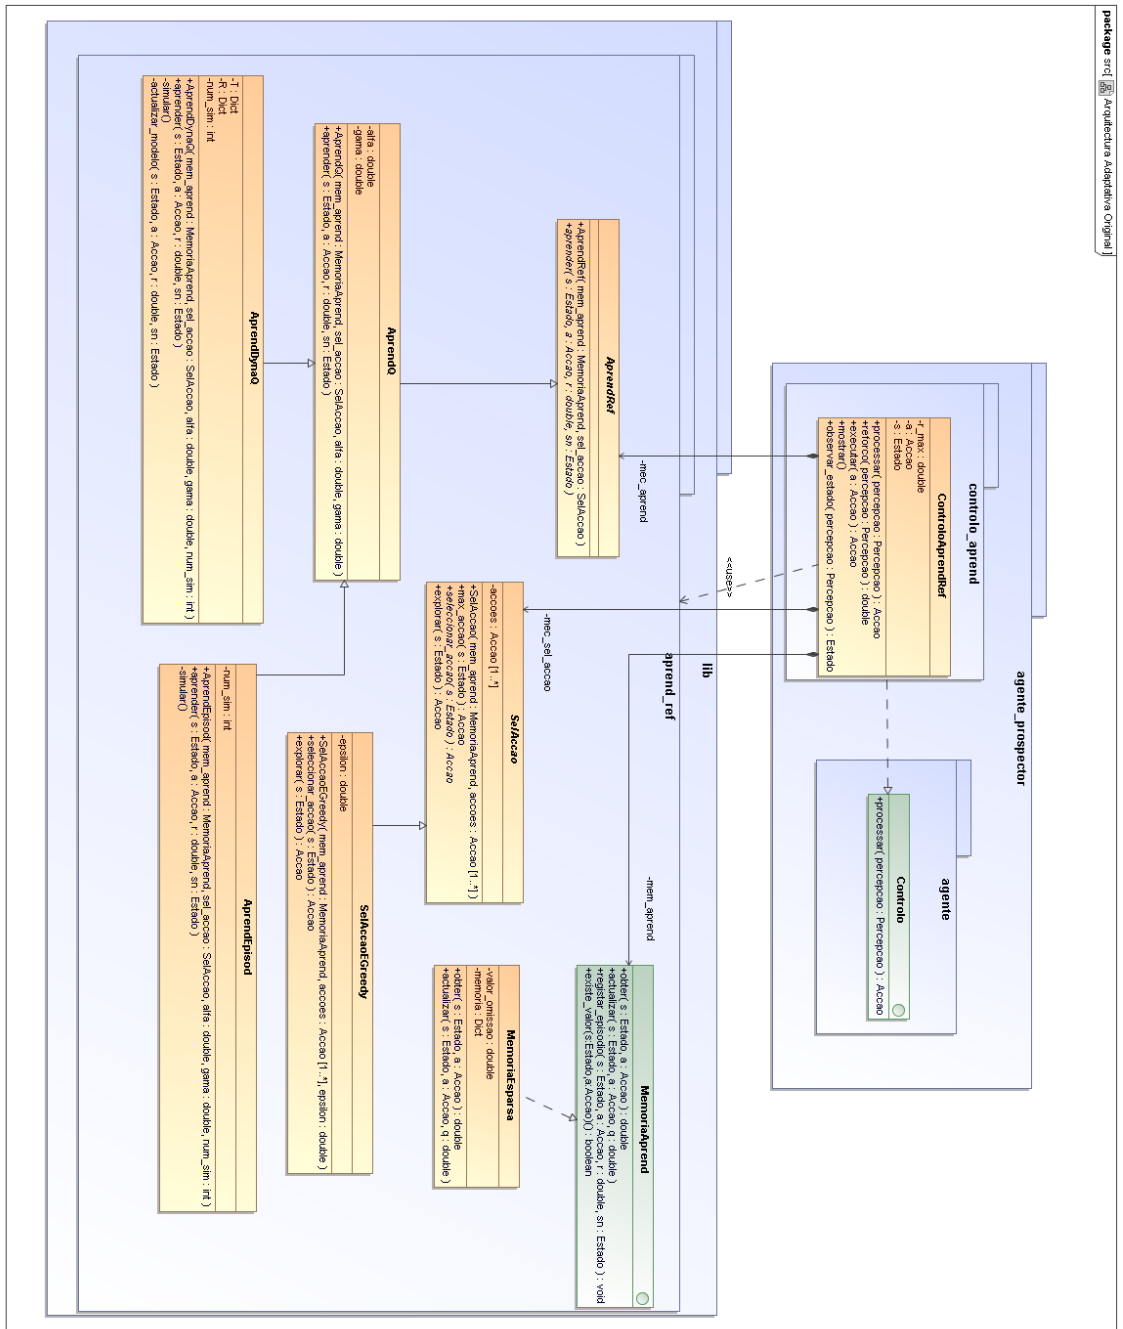 package src[ Arquitectura Adaptativa Original ]
agente_prospector
controlo_aprend
ControloAprendRef
-r_max : double
-a : Accao
-s : Estado
+processar( percepcao : Percepcao ) : Accao
+reforco( percepcao : Percepcao ) : double
+executar( a : Accao ) : Accao
+mostrar()
+observar_estado( percepcao : Percepcao ) : Estado
agente
Controlo
+processar( percepcao : Percepcao ) : Accao
<<use>>
-mec_aprend
-mec_sel_accao
-mem_aprend
lib
aprend_ref
AprendRef
+AprendRef( mem_aprend : MemoriaAprend, sel_accao : SelAccao )
+aprender( s : Estado, a : Accao, r : double, sn : Estado )
SelAccao
-accoes : Accao [1..*]
+SelAccao( mem_aprend : MemoriaAprend, accoes : Accao [1..*] )
+max_accao( s : Estado ) : Accao
+seleccionar_accao( s : Estado ) : Accao
+explorar( s : Estado ) : Accao
MemoriaAprend
+obter( s : Estado, a : Accao ) : double
+actualizar( s : Estado, a : Accao, q : double )
+registar_episodio( s : Estado, a : Accao, r : double, sn : Estado ) : void
+existe_valor(s:Estado,a:Accao)() : boolean
AprendQ
-alfa : double
-gama : double
+AprendQ( mem_aprend : MemoriaAprend, sel_accao : SelAccao, alfa : double, gama : double )
+aprender( s : Estado, a : Accao, r : double, sn : Estado )
SelAccaoEGreedy
-epsilon : double
+SelAccaoEGreedy( mem_aprend : MemoriaAprend, accoes : Accao [1..*], epsilon : double )
+seleccionar_accao( s : Estado ) : Accao
+explorar( s : Estado ) : Accao
MemoriaEsparsa
-valor_omissao : double
-memoria : Dict
+obter( s : Estado, a : Accao ) : double
+actualizar( s : Estado, a : Accao, q : double )
AprendDynaQ
-T : Dict
-R : Dict
-num_sim : int
+AprendDynaQ( mem_aprend : MemoriaAprend, sel_accao : SelAccao, alfa : double, gama : double, num_sim : int )
+aprender( s : Estado, a : Accao, r : double, sn : Estado )
-simular()
-actualizar_modelo( s : Estado, a : Accao, r : double, sn : Estado )
AprendEpisod
-num_sim : int
+AprendEpisod( mem_aprend : MemoriaAprend, sel_accao : SelAccao, alfa : double, gama : double, num_sim : int )
+aprender( s : Estado, a : Accao, r : double, sn : Estado )
-simular()